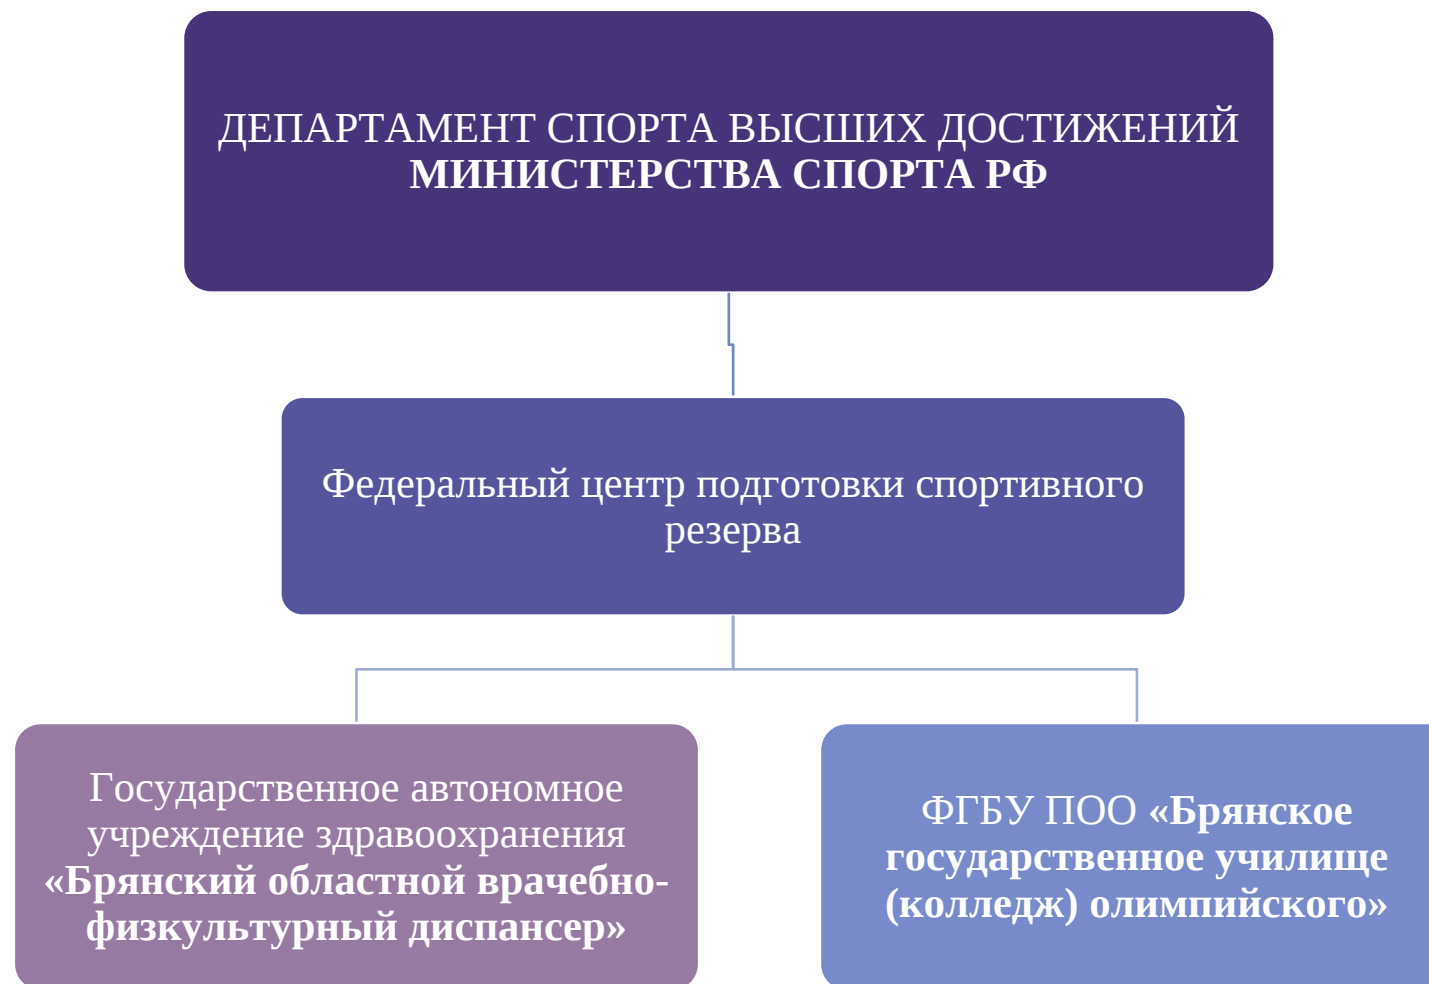 ДЕПАРТАМЕНТ СПОРТА ВЫСШИХ ДОСТИЖЕНИЙ
МИНИСТЕРСТВА СПОРТА РФ
Федеральный центр подготовки спортивного
резерва
Государственное автономное
учреждение здравоохранения
«Брянский областной врачебно-
физкультурный диспансер»
ФГБУ ПОО «Брянское
государственное училище
(колледж) олимпийского»